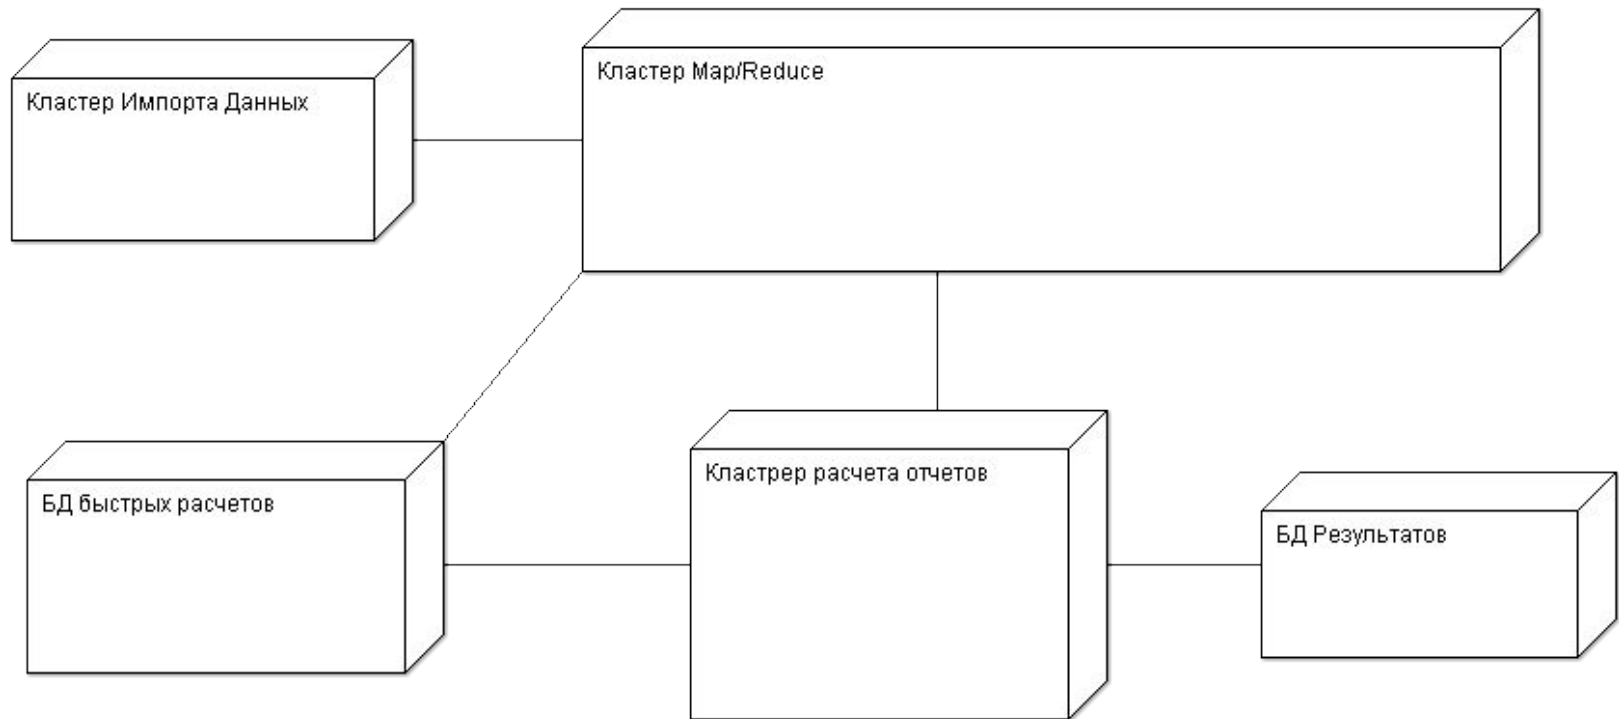 Кластер Импорта Данных
Кластер Map/Reduce
БД быстрых расчетов
Кластрер расчета отчетов
БД Результатов